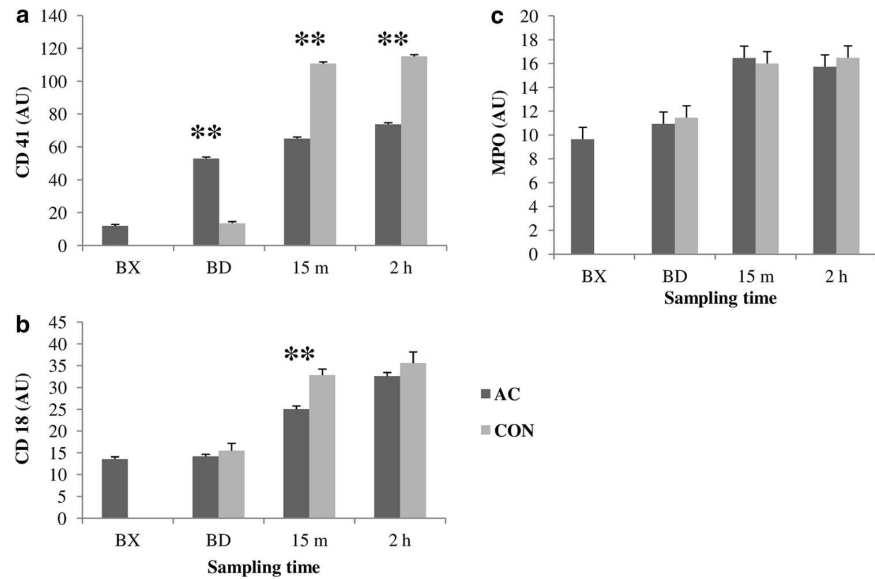 a
CD 41 (AU)
140
120
100
80
60
40
20
0
**
**
**
BX BD 15 m 2 h
b
CD 18 (AU)
45
40
35
30
25
20
15
10
5
0
**
BX BD 15 m 2 h
Sampling time
c
MPO (AU)
20
18
16
14
12
10
8
6
4
2
0
BX BD 15 m 2 h
Sampling time
AC
CON